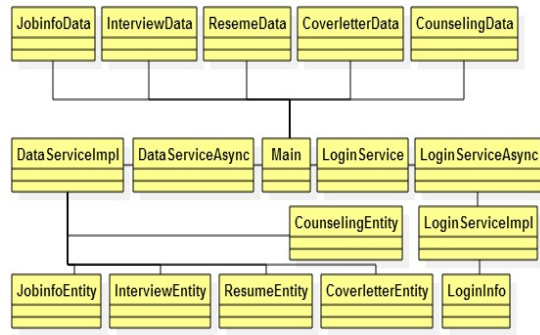 JobinfoData InterviewData ResemeData CoverletterData CounselingData
DataServiceImpl DataServiceAsync Main LoginService LoginServiceAsync
CounselingEntity LoginServiceImpl
JobinfoEntity InterviewEntity ResumeEntity CoverletterEntity LoginInfo